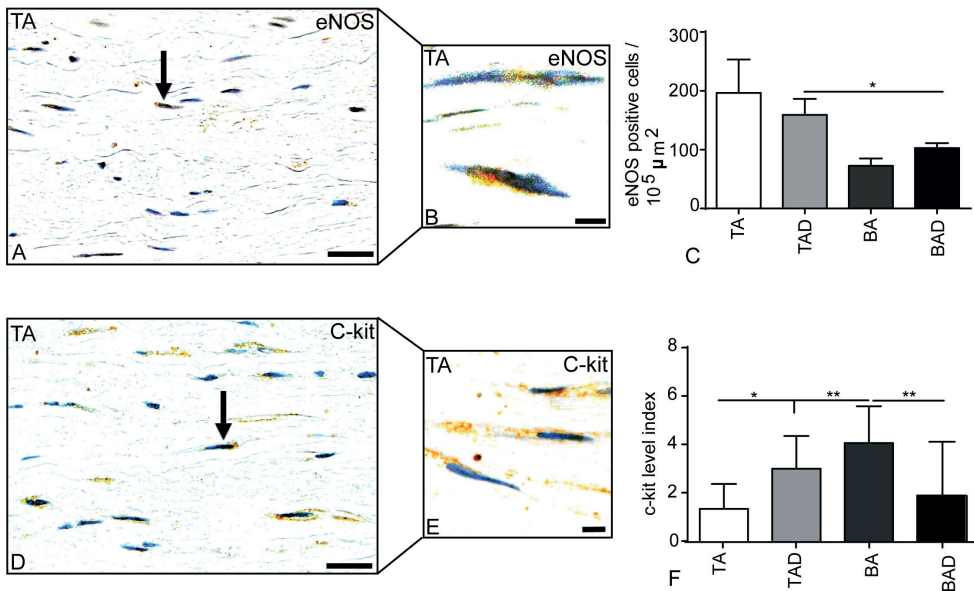 TA eNOS
A
TA eNOS
B
eNOS positive cells /
10⁵ µm²
300
200
100
0
*
TA
TAD
BA
BAD
C
TA C-kit
D
TA C-kit
E
c-kit level index
8
6
4
2
0
* ** **
TA
TAD
BA
BAD
F